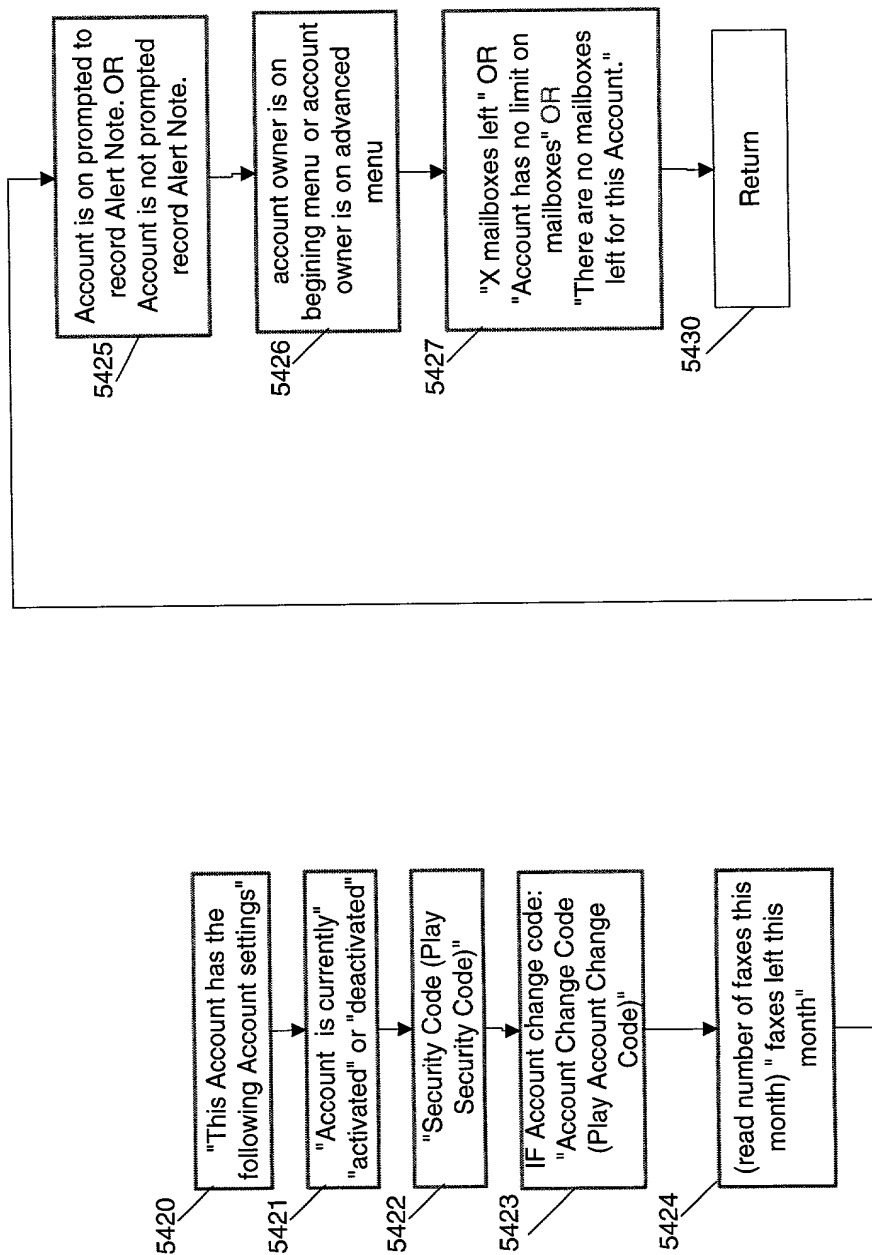 5420
"This Account has the
following Account settings"
5421
"Account  is currently"
"activated" or "deactivated"
5422
"Security Code (Play
Security Code)"
5423
IF Account change code:
"Account Change Code
(Play Account Change
Code)"
5424
(read number of faxes this
month) " faxes left this
month"
5425
Account is on prompted to
record Alert Note. OR
Account is not prompted
record Alert Note.
5426
account owner is on
begining menu  or account
owner is on advanced
menu
5427
"X mailboxes left " OR
"Account has no limit on
mailboxes" OR
"There are no mailboxes
left for this Account."
5430
Return